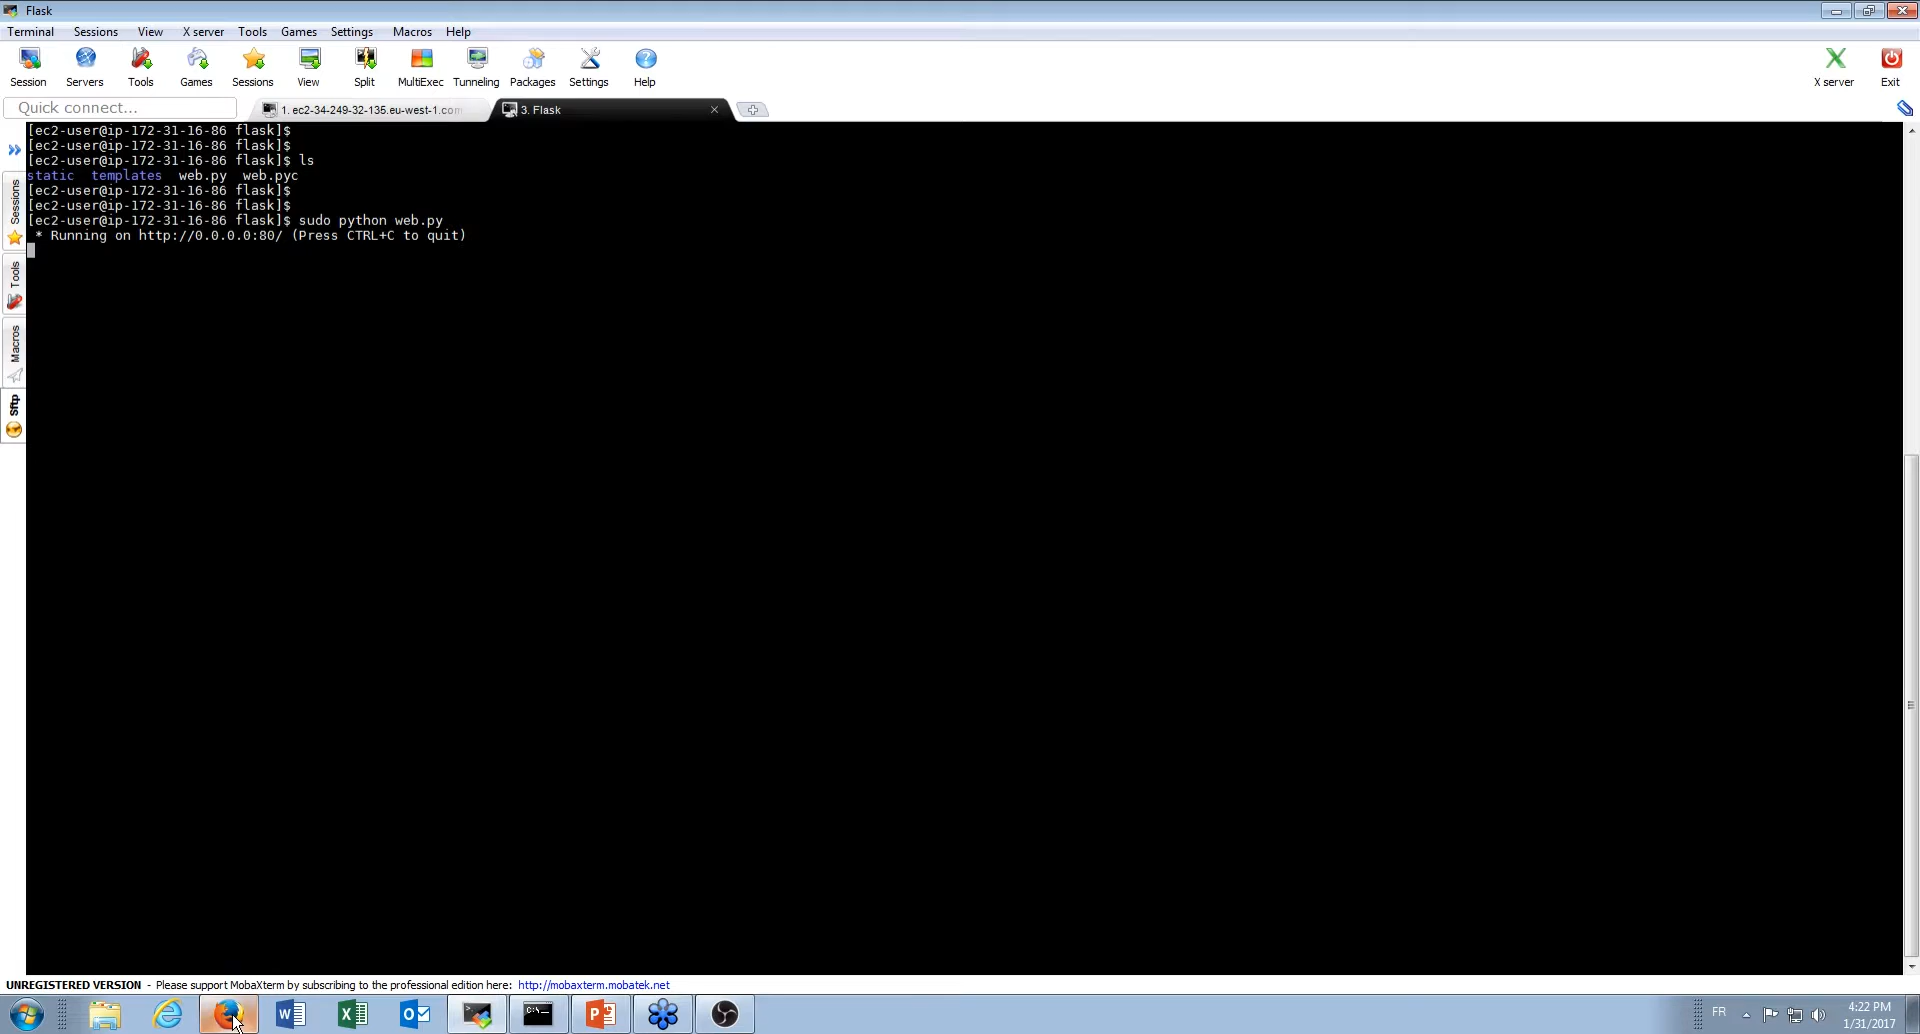 Flask
Terminal Sessions View X server Tools Games Settings Macros Help
Session Servers Tools Games Sessions View Split MultiExec Tunneling Packages Settings Help X server Exit
Quick connect...
1. ec2-34-249-32-135.eu-west-1.com
3. Flask
[ec2-user@ip-172-31-16-86 flask]$
[ec2-user@ip-172-31-16-86 flask]$
[ec2-user@ip-172-31-16-86 flask]$ ls
static templates web.py web.pyc
[ec2-user@ip-172-31-16-86 flask]$
[ec2-user@ip-172-31-16-86 flask]$
[ec2-user@ip-172-31-16-86 flask]$ sudo python web.py
* Running on http://0.0.0.0:80/ (Press CTRL+C to quit)
Sessions
Tools
Macros
Sftp
UNREGISTERED VERSION - Please support MobaXterm by subscribing to the professional edition here: http://mobaxterm.mobatek.net
FR
4:22 PM
1/31/2017